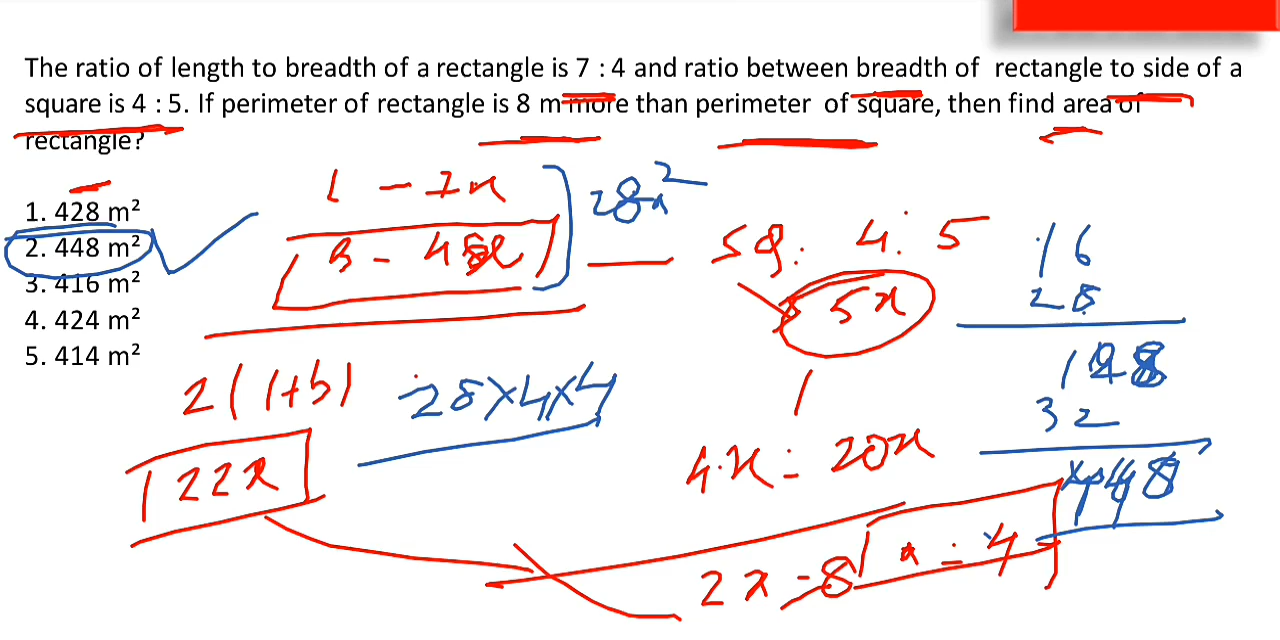 The ratio of length to breadth of a rectangle is 7 : 4 and ratio between breadth of rectangle to side of a
square is 4 : 5. If perimeter of rectangle is 8 m more than perimeter of square, then find area of
rectangle?
1. 428 m²
2. 448 m²
3. 416 m²
4. 424 m²
5. 414 m²
l - 7x
28x²
B - 4x
sq. 4 : 5
5x
16
28
128
32
448
2(l+b)
28×4×4
22x
4·x = 20x
2x = 8
x = 4